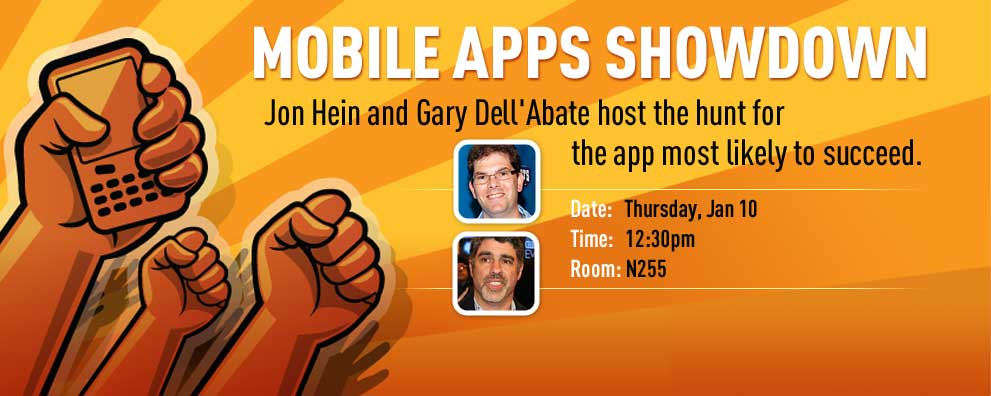 MOBILE APPS SHOWDOWN
Jon Hein and Gary Dell'Abate host the hunt for
the app most likely to succeed.
Date: Thursday, Jan 10
Time: 12:30pm
Room: N255